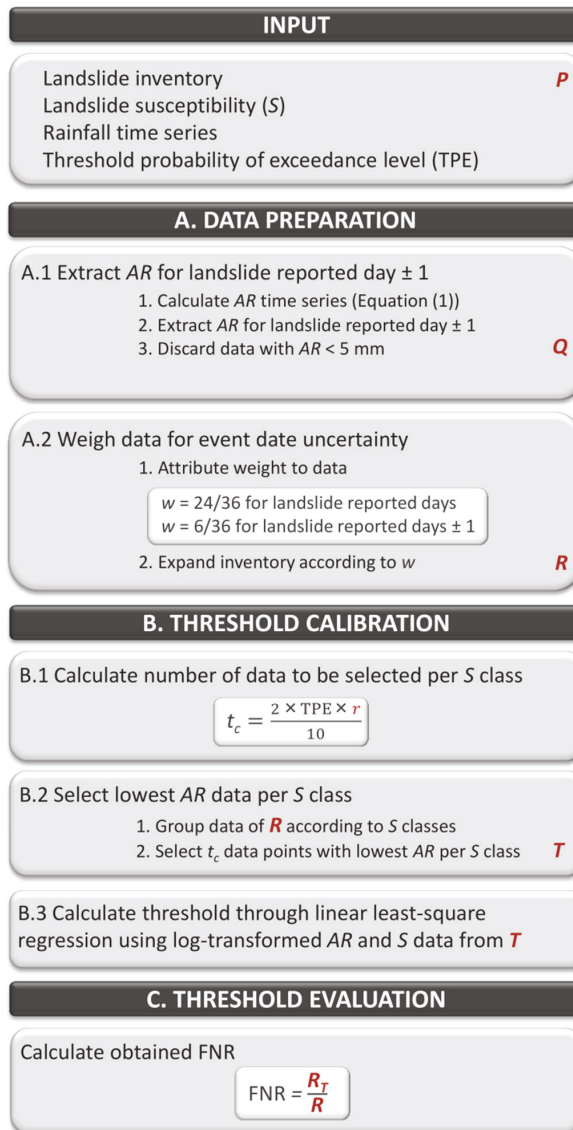 INPUT
Landslide inventory P
Landslide susceptibility (S)
Rainfall time series
Threshold probability of exceedance level (TPE)
A. DATA PREPARATION
A.1 Extract AR for landslide reported day ± 1
1. Calculate AR time series (Equation (1))
2. Extract AR for landslide reported day ± 1
3. Discard data with AR < 5 mm Q
A.2 Weigh data for event date uncertainty
1. Attribute weight to data
w = 24/36 for landslide reported days
w = 6/36 for landslide reported days ± 1
2. Expand inventory according to w R
B. THRESHOLD CALIBRATION
B.1 Calculate number of data to be selected per S class
t_c = (2 × TPE × r)/10
B.2 Select lowest AR data per S class
1. Group data of R according to S classes
2. Select t_c data points with lowest AR per S class T
B.3 Calculate threshold through linear least-square
regression using log-transformed AR and S data from T
C. THRESHOLD EVALUATION
Calculate obtained FNR
FNR = R_T/R